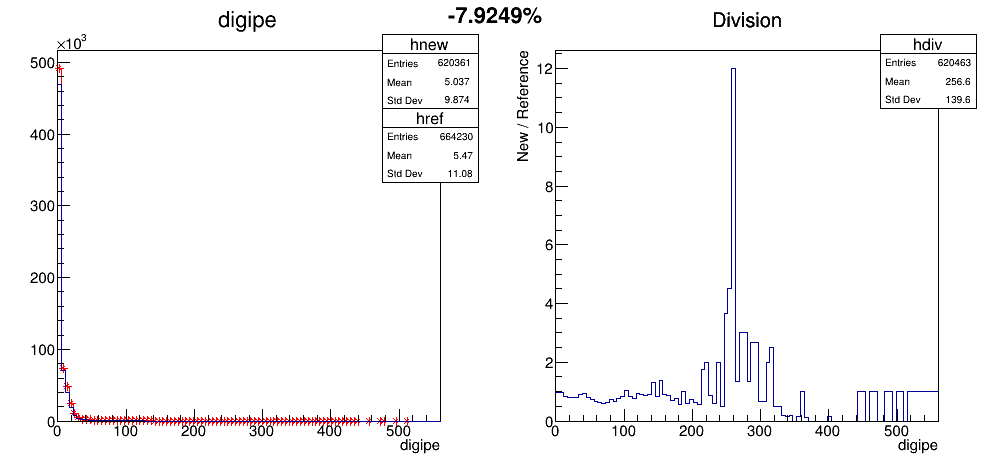 digipe
-7.9249%
Division
×10³
hnew
Entries 620361
Mean 5.037
Std Dev 9.874
href
Entries 664230
Mean 5.47
Std Dev 11.08
500
400
300
200
100
0
0 100 200 300 400 500
digipe
hdiv
Entries 620463
Mean 256.6
Std Dev 139.6
New / Reference
12
10
8
6
4
2
0
0 100 200 300 400 500
digipe